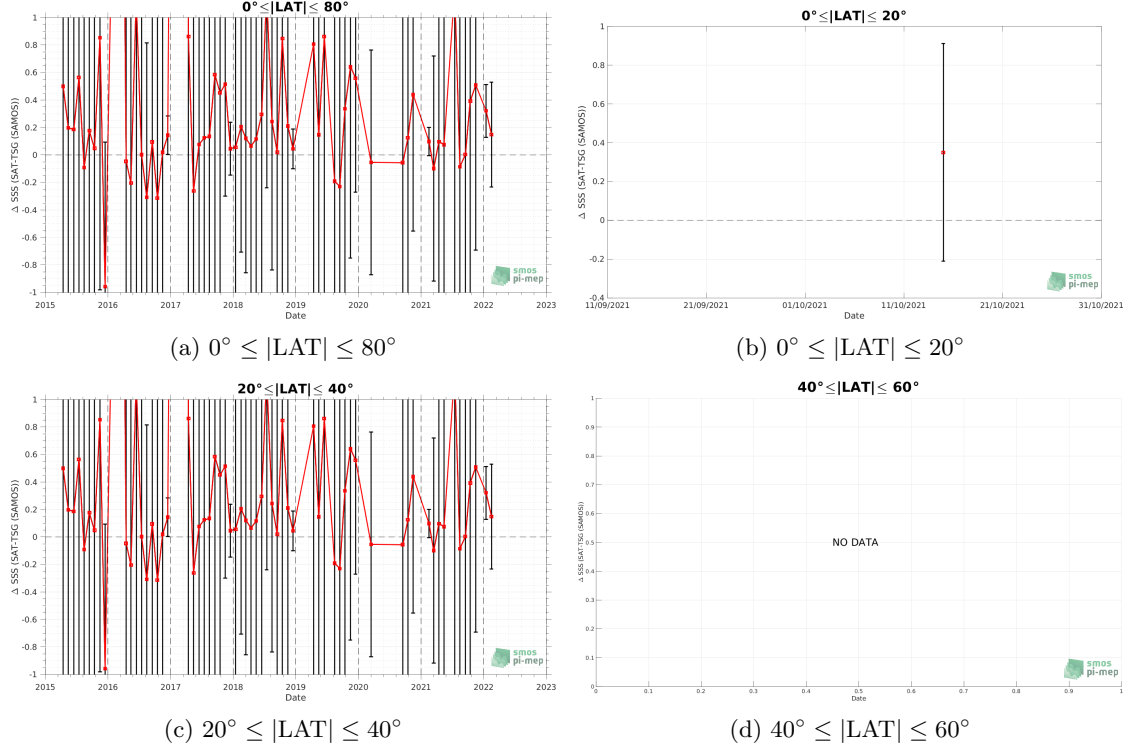 0°≤|LAT|≤ 80°
Δ SSS (SAT-TSG (SAMOS))
1
0.8
0.6
0.4
0.2
0
-0.2
-0.4
-0.6
-0.8
-1
2015 2016 2017 2018 2019 2020 2021 2022 2023
Date
smos
pi-mep
(a) 0° ≤ |LAT| ≤ 80°
0°≤|LAT|≤ 20°
Δ SSS (SAT-TSG (SAMOS))
1
0.8
0.6
0.4
0.2
0
-0.2
-0.4
11/09/2021 21/09/2021 01/10/2021 11/10/2021 21/10/2021 31/10/2021
Date
smos
pi-mep
(b) 0° ≤ |LAT| ≤ 20°
20°≤|LAT|≤ 40°
Δ SSS (SAT-TSG (SAMOS))
1
0.8
0.6
0.4
0.2
0
-0.2
-0.4
-0.6
-0.8
-1
2015 2016 2017 2018 2019 2020 2021 2022 2023
Date
smos
pi-mep
(c) 20° ≤ |LAT| ≤ 40°
40°≤|LAT|≤ 60°
Δ SSS (SAT-TSG (SAMOS))
1
0.9
0.8
0.7
0.6
0.5
0.4
0.3
0.2
0.1
0
NO DATA
0 0.1 0.2 0.3 0.4 0.5 0.6 0.7 0.8 0.9 1
Date
smos
pi-mep
(d) 40° ≤ |LAT| ≤ 60°